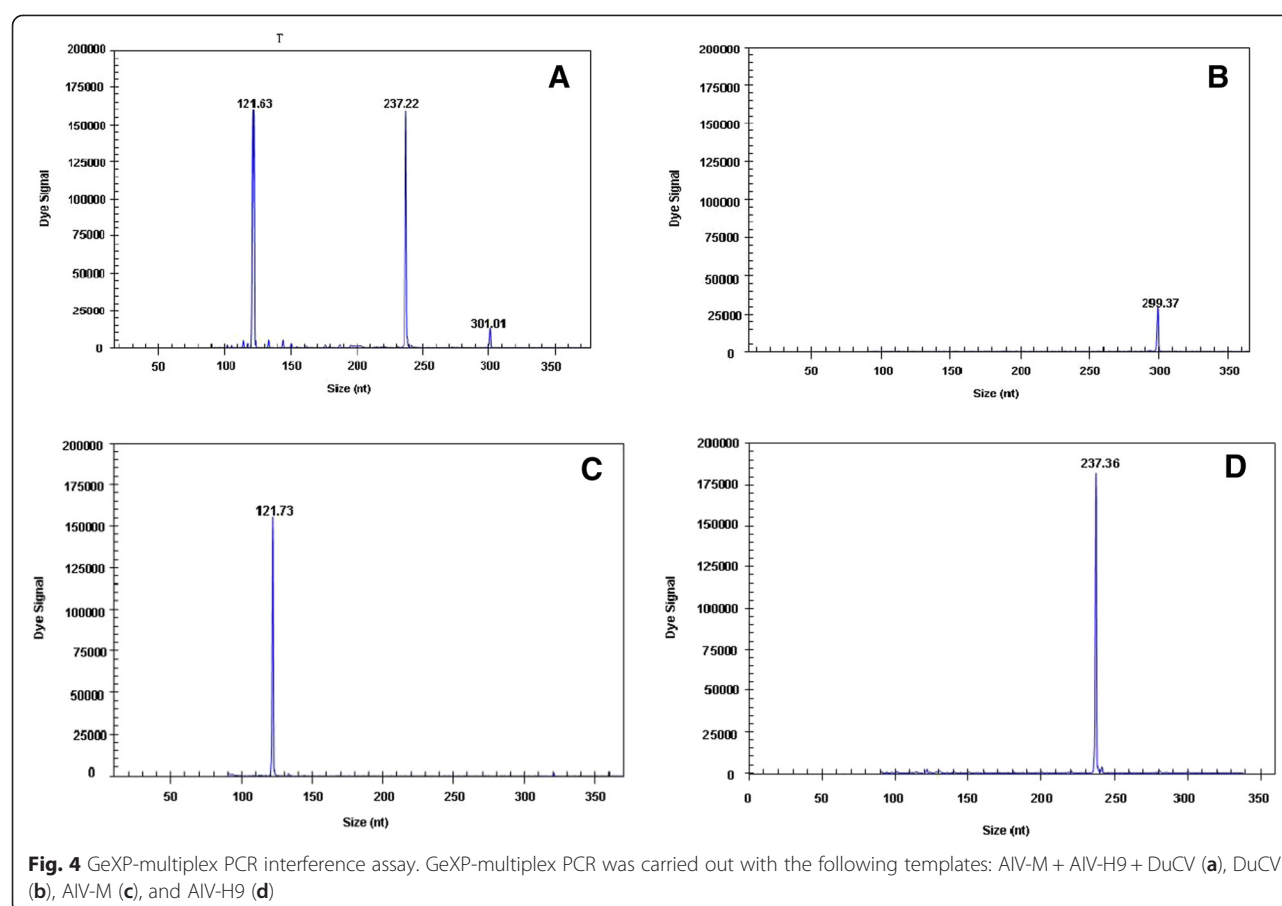 T
A
200000
175000
150000
125000
100000
75000
50000
25000
0
Dye Signal
121.63
237.22
301.01
50 100 150 200 250 300 350
Size (nt)
B
200000
175000
150000
125000
100000
75000
50000
25000
0
Dye Signal
299.37
50 100 150 200 250 300 350
Size (nt)
C
200000
175000
150000
125000
100000
75000
50000
25000
0
Dye Signal
121.73
50 100 150 200 250 300 350
Size (nt)
D
200000
175000
150000
125000
100000
75000
50000
25000
0
Dye Signal
237.36
0 50 100 150 200 250 300 350
Size (nt)
Fig. 4 GeXP-multiplex PCR interference assay. GeXP-multiplex PCR was carried out with the following templates: AIV-M + AIV-H9 + DuCV (a), DuCV
(b), AIV-M (c), and AIV-H9 (d)